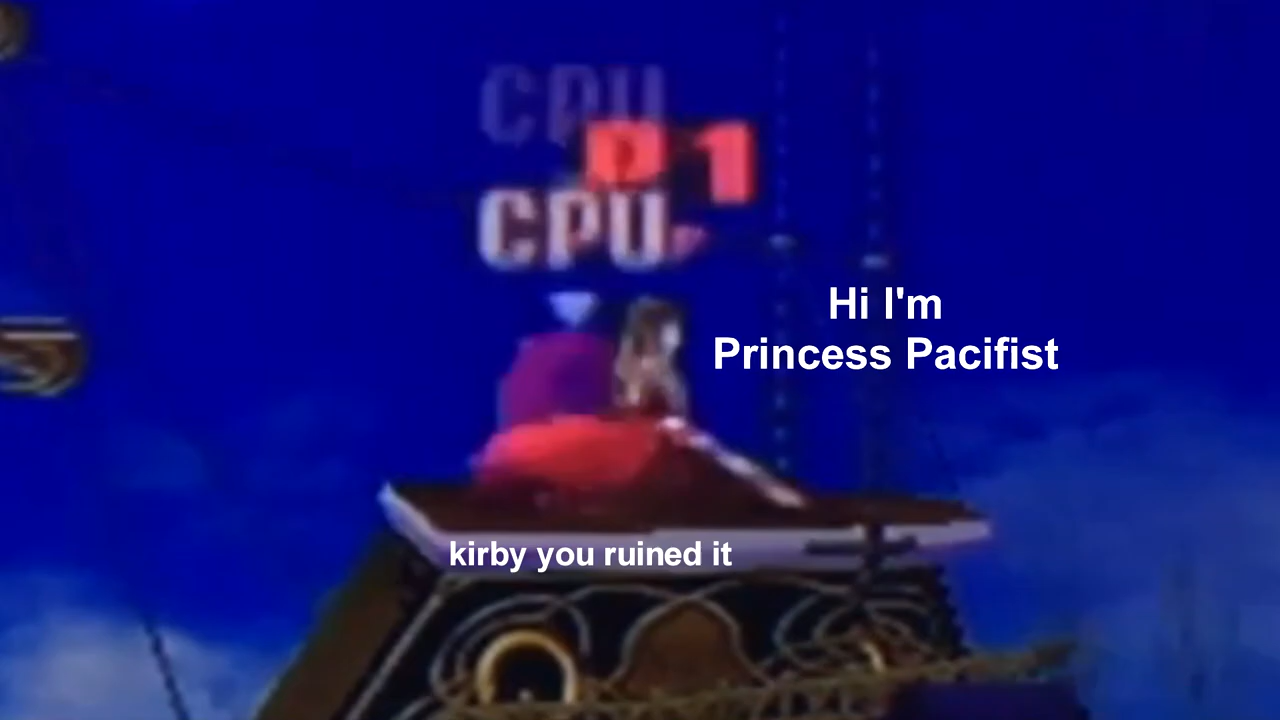 CPU
P1
CPU
Hi I'm
Princess Pacifist
kirby you ruined it